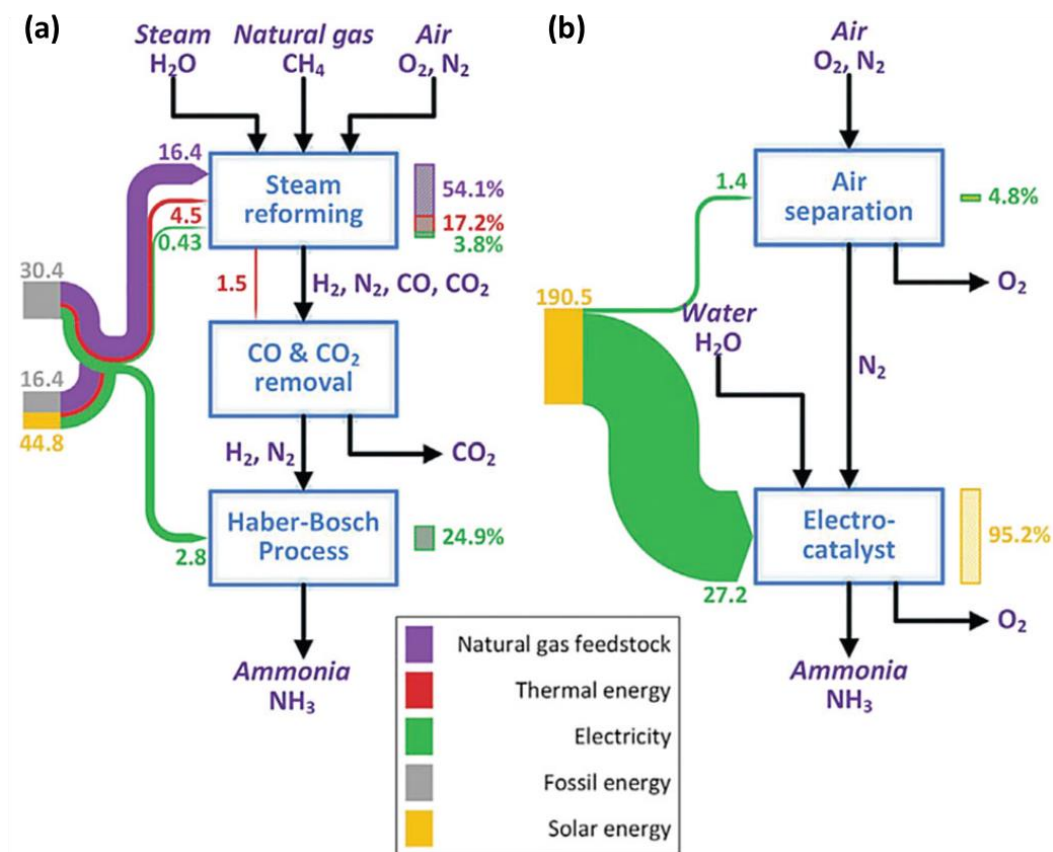 (a)
Steam
H₂O
Natural gas
CH₄
Air
O₂, N₂
16.4
4.5
0.43
Steam
reforming
54.1%
17.2%
3.8%
30.4
1.5
H₂, N₂, CO, CO₂
16.4
44.8
CO & CO₂
removal
H₂, N₂
CO₂
2.8
Haber-Bosch
Process
24.9%
Ammonia
NH₃
(b)
Air
O₂, N₂
1.4
Air
separation
4.8%
O₂
190.5
Water
H₂O
N₂
27.2
Electro-
catalyst
95.2%
O₂
Ammonia
NH₃
Natural gas feedstock
Thermal energy
Electricity
Fossil energy
Solar energy